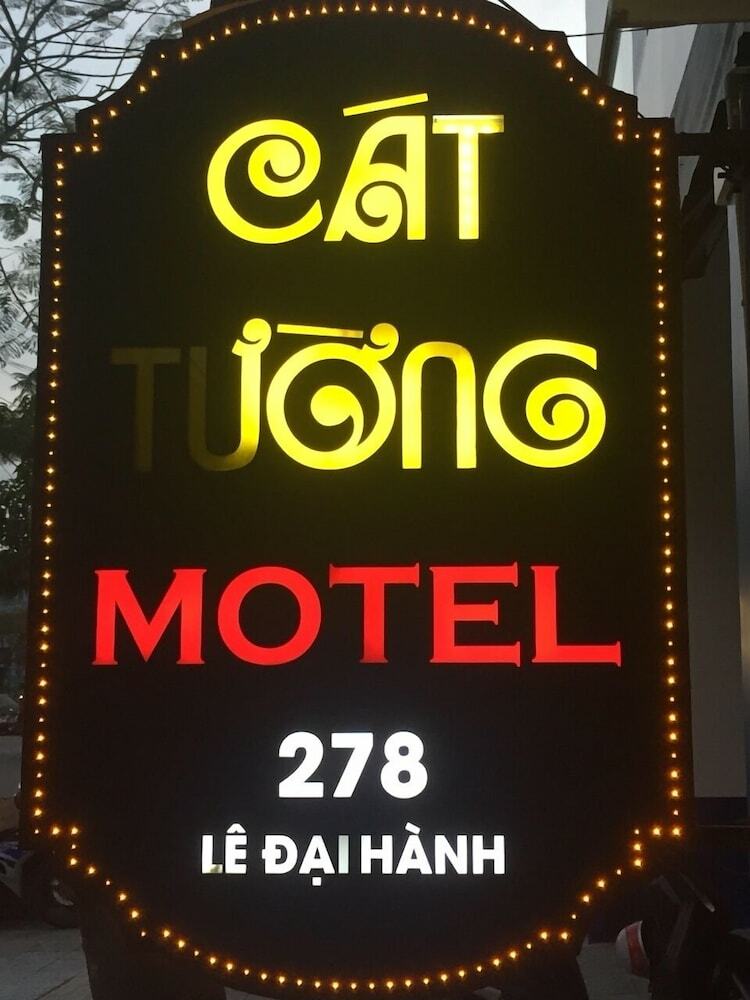 CÁT
TƯỜNG
MOTEL
278
LÊ ĐẠI HÀNH